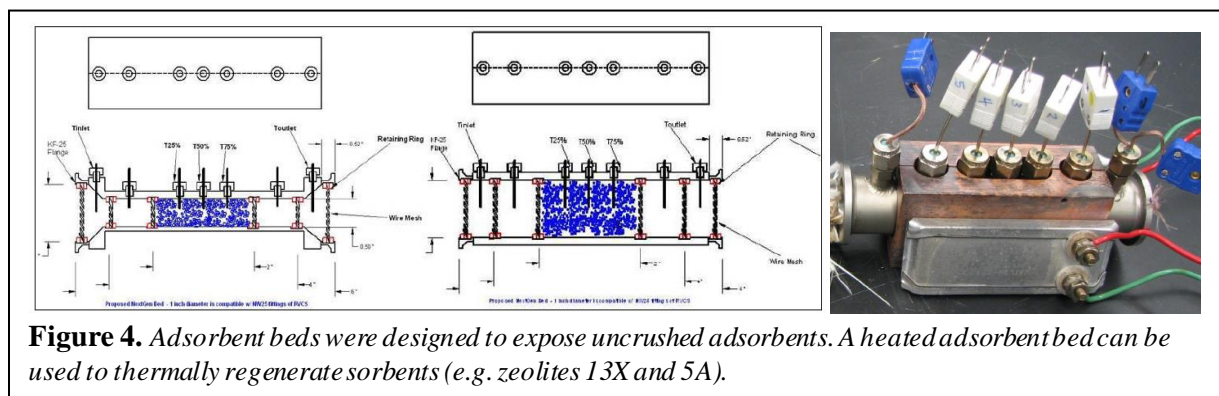 Tinlet
Toutlet
KF-25
Flange
T25%
T50%
T75%
0.52"
Retaining Ring
Wire Mesh
0.50"
2"
4"
6"
Proposed NextGen Bed - 1 inch diameter is compatible w/ NW25 fittings of RVCS
Tinlet
Toutlet
KF-25
Flange
T25%
T50%
T75%
0.52"
Retaining Ring
Wire Mesh
2"
Proposed NextGen Bed - 1 inch diameter is compatible w/ NW25 fittings of RVCS
5
4
3
2
Figure 4. Adsorbent beds were designed to expose uncrushed adsorbents. A heated adsorbent bed can be
used to thermally regenerate sorbents (e.g. zeolites 13X and 5A).